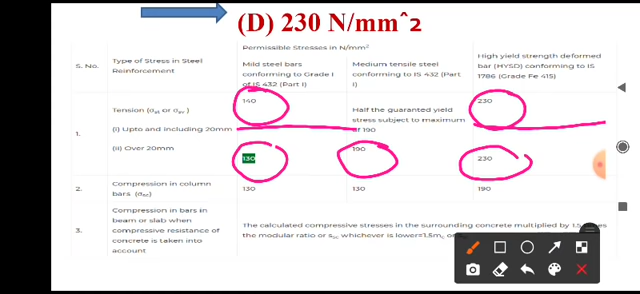 (D) 230 N/mm^2
Permissible Stresses in N/mm²
S. No.
Type of Stress in Steel
Reinforcement
Mild steel bars
conforming to Grade I
of IS 432 (Part I)
Medium tensile steel
conforming to IS 432 (Part
I)
High yield strength deformed
bar (HYSD) conforming to IS
1786 (Grade Fe 415)
1.
Tension (σst or σsv)
(i) Upto and including 20mm
(ii) Over 20mm
140
130
Half the guaranteed yield
stress subject to maximum
of 190
190
230
230
2.
Compression in column
bars (σsc)
130
130
190
3.
Compression in bars in
beam or slab when
compressive resistance of
concrete is taken into
account
The calculated compressive stresses in the surrounding concrete multiplied by 1.5
the modular ratio or
whichever is lower=1.5m